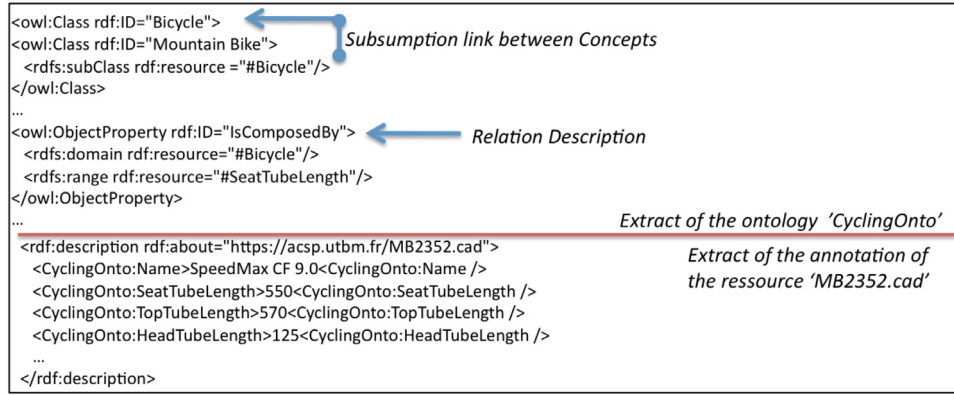 <owl:Class rdf:ID="Bicycle">
<owl:Class rdf:ID="Mountain Bike">
Subsumption link between Concepts
<rdfs:subClass rdf:resource ="#Bicycle"/>
</owl:Class>
...
<owl:ObjectProperty rdf:ID="IsComposedBy">
Relation Description
<rdfs:domain rdf:resource="#Bicycle"/>
<rdfs:range rdf:resource="#SeatTubeLength"/>
</owl:ObjectProperty>
...
Extract of the ontology 'CyclingOnto'
<rdf:description rdf:about="https://acsp.utbm.fr/MB2352.cad">
Extract of the annotation of
the ressource 'MB2352.cad'
<CyclingOnto:Name>SpeedMax CF 9.0<CyclingOnto:Name />
<CyclingOnto:SeatTubeLength>550<CyclingOnto:SeatTubeLength />
<CyclingOnto:TopTubeLength>570<CyclingOnto:TopTubeLength />
<CyclingOnto:HeadTubeLength>125<CyclingOnto:HeadTubeLength />
...
</rdf:description>